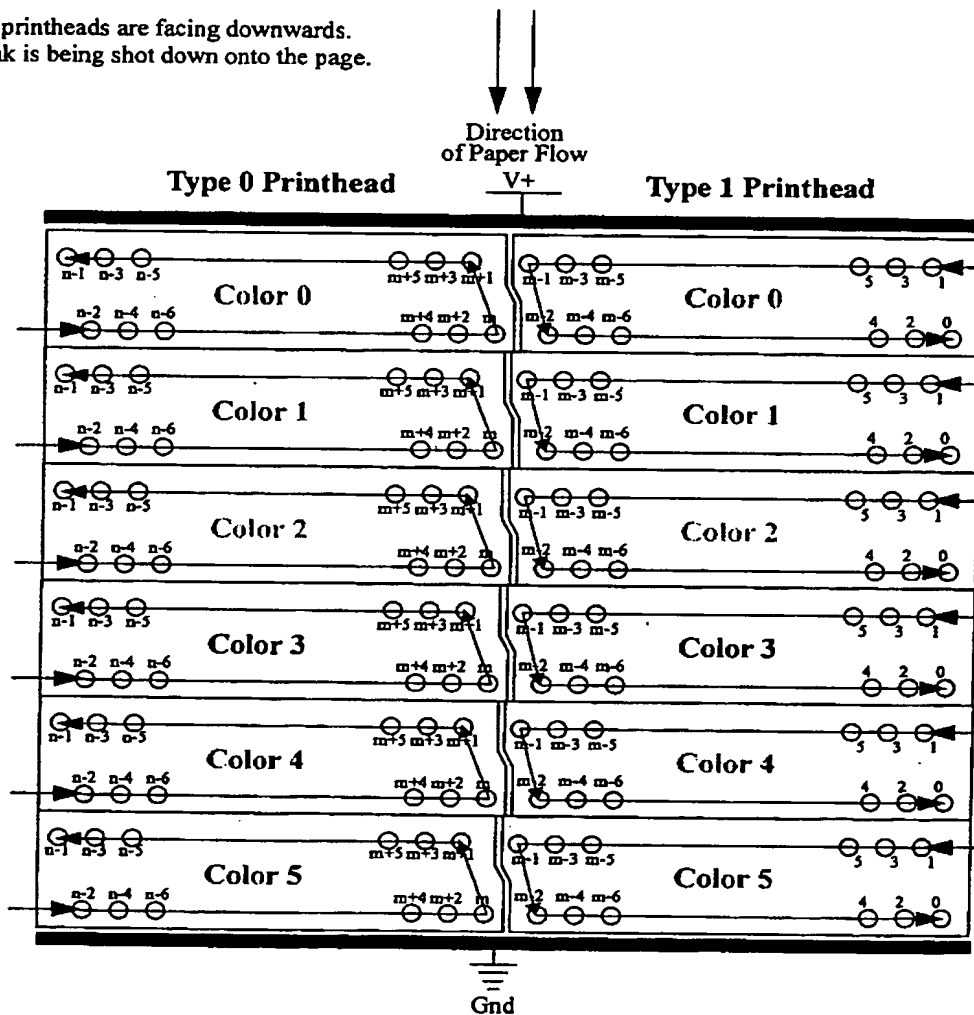 printheads are facing downwards.
is being shot down onto the page.
Direction
of Paper Flow
V+
Type 0 Printhead Type 1 Printhead
n-1 n-3 n-5 m+5 m+3 m+1 m-1 m-3 m-5 5 3 1
Color 0 Color 0
n-2 n-4 n-6 m+4 m+2 m m-2 m-4 m-6 4 2 0
n-1 n-3 n-5 m+5 m+3 m+1 m-1 m-3 m-5 5 3 1
Color 1 Color 1
n-2 n-4 n-6 m+4 m+2 m m-2 m-4 m-6 4 2 0
n-1 n-3 n-5 m+5 m+3 m+1 m-1 m-3 m-5 5 3 1
Color 2 Color 2
n-2 n-4 n-6 m+4 m+2 m m-2 m-4 m-6 4 2 0
n-1 n-3 n-5 m+5 m+3 m+1 m-1 m-3 m-5 5 3 1
Color 3 Color 3
n-2 n-4 n-6 m+4 m+2 m m-2 m-4 m-6 4 2 0
n-1 n-3 n-5 m+5 m+3 m+1 m-1 m-3 m-5 5 3 1
Color 4 Color 4
n-2 n-4 n-6 m+4 m+2 m m-2 m-4 m-6 4 2 0
n-1 n-3 n-5 m+5 m+3 m+1 m-1 m-3 m-5 5 3 1
Color 5 Color 5
n-2 n-4 n-6 m+4 m+2 m m-2 m-4 m-6 4 2 0
Gnd